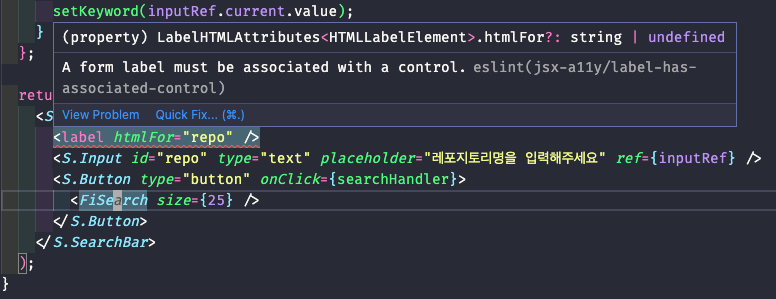 setKeyword(inputRef.current.value);
}
(property) LabelHTMLAttributes<HTMLLabelElement>.htmlFor?: string | undefined
};
A form label must be associated with a control. eslint(jsx-a11y/label-has-
associated-control)
retu
View Problem Quick Fix... (⌘.)
<S
<label htmlFor="repo" />
<S.Input id="repo" type="text" placeholder="레포지토리명을 입력해주세요" ref={inputRef} />
<S.Button type="button" onClick={searchHandler}>
<FiSearch size={25} />
</S.Button>
</S.SearchBar>
);
}